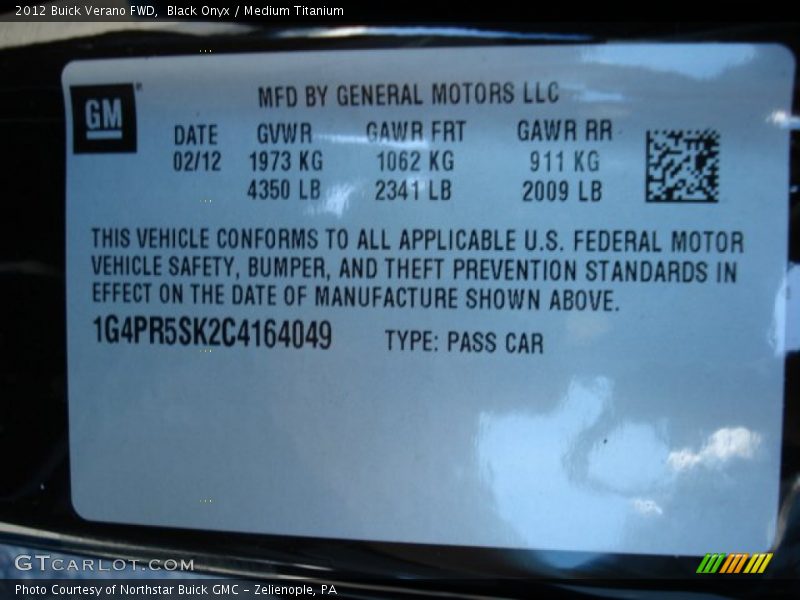 2012 Buick Verano FWD,  Black Onyx / Medium Titanium
GM
MFD BY GENERAL MOTORS LLC
DATE GVWR GAWR FRT GAWR RR
02/12 1973 KG 1062 KG 911 KG
4350 LB 2341 LB 2009 LB
THIS VEHICLE CONFORMS TO ALL APPLICABLE U.S. FEDERAL MOTOR
VEHICLE SAFETY, BUMPER, AND THEFT PREVENTION STANDARDS IN
EFFECT ON THE DATE OF MANUFACTURE SHOWN ABOVE.
1G4PR5SK2C4164049 TYPE: PASS CAR
GTCARLOT.COM
Photo Courtesy of Northstar Buick GMC – Zelienople, PA